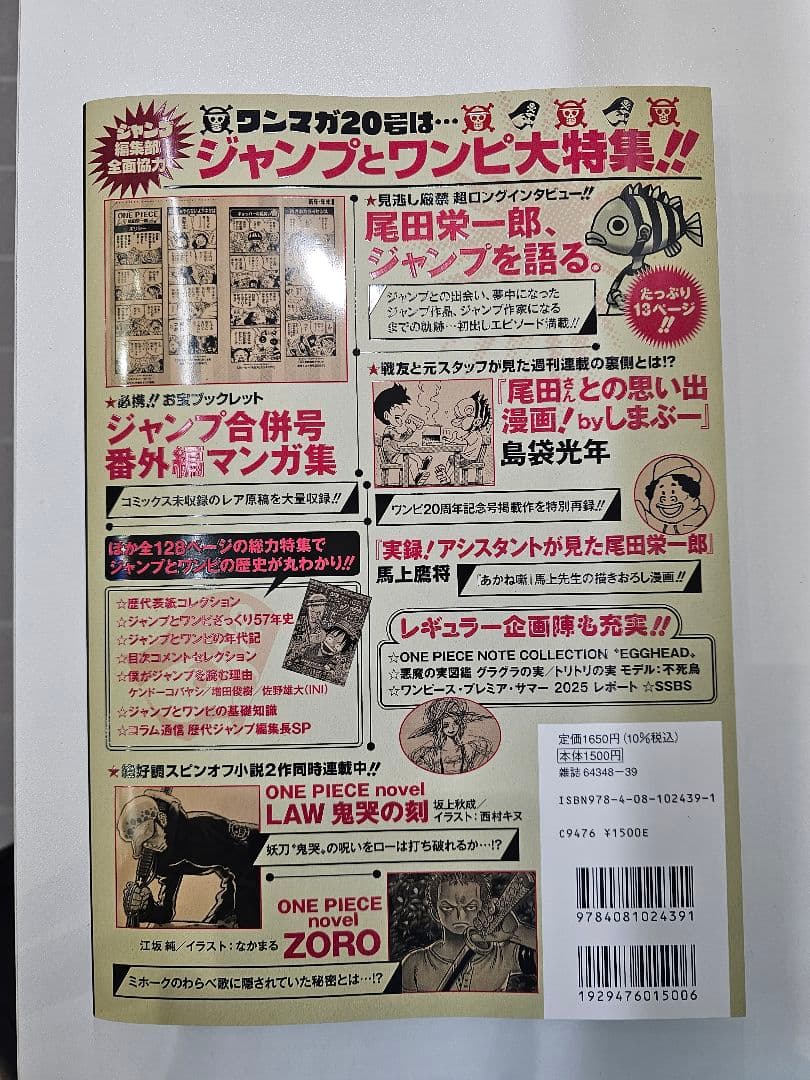 ジャンプ
編集部
全面協力
ワンマガ20号は…
ジャンプとワンピ大特集!!
ONE PIECE
★必携!! お宝ブックレット
ジャンプ合併号
番外編マンガ集
コミックス未収録のレア原稿を大量収録!!
★見逃し厳禁 超ロングインタビュー!!
尾田栄一郎、
ジャンプを語る。
ジャンプとの出会い、夢中になった
ジャンプ作品、ジャンプ作家になる
までの軌跡…初出しエピソード満載!!
たっぷり
13ページ
!!
★戦友と元スタッフが見た週刊連載の裏側とは!?
『尾田さんとの思い出
漫画!byしまぶー』
島袋光年
ワンピ20周年記念号掲載作を特別再録!!
『実録!アシスタントが見た尾田栄一郎』
馬上鷹将
『あかね噺』馬上先生の描きおろし漫画!!
ほか全128ページの総力特集で
ジャンプとワンピの歴史が丸わかり!!
☆歴代表紙コレクション
☆ジャンプとワンピざっくり57年史
☆ジャンプとワンピの年代記
☆目次コメントセレクション
☆僕がジャンプを読む理由
ケンドーコバヤシ/増田俊樹/佐野雄大(INI)
☆ジャンプとワンピの基礎知識
☆コラム通信 歴代ジャンプ編集長SP
レギュラー企画陣も充実!!
☆ONE PIECE NOTE COLLECTION "EGGHEAD"
☆悪魔の実図鑑 グラグラの実/トリトリの実 モデル:不死鳥
☆ワンピース・プレミア・サマー 2025 レポート ☆SSBS
★絶好調スピンオフ小説2作同時連載中!!
ONE PIECE novel
LAW 鬼哭の刻
坂上秋成/
イラスト:西村キヌ
妖刀"鬼哭"の呪いをローは打ち破れるか…!?
ONE PIECE
novel
ZORO
江坂 純/イラスト:なかまる
ミホークのわらべ歌に隠されていた秘密とは…!?
定価1650円(10%税込)
本体1500円
雑誌 64348-39
ISBN978-4-08-102439-1
C9476 ¥1500E
9784081024391
1929476015006